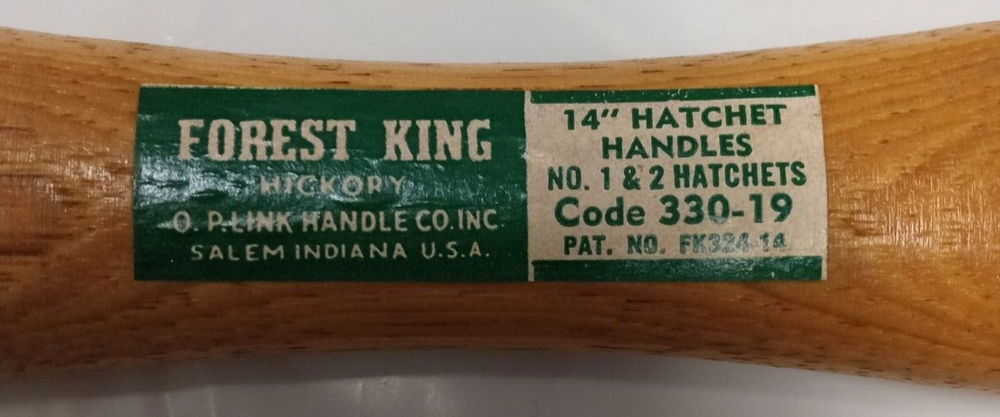 FOREST KING
HICKORY
O. P. LINK HANDLE CO. INC.
SALEM INDIANA U.S.A.
14" HATCHET
HANDLES
NO. 1 & 2 HATCHETS
Code 330-19
PAT. NO. FK324-14